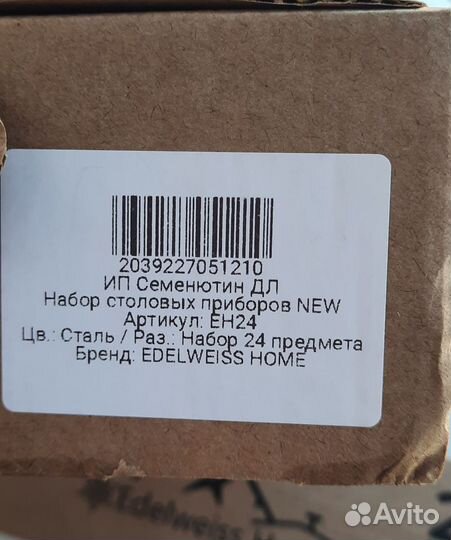 2039227051210
ИП Семенютин ДЛ
Набор столовых приборов NEW
Артикул: EH24
Цв.: Сталь / Раз.: Набор 24 предмета
Бренд: EDELWEISS HOME
Edelweiss
Avito